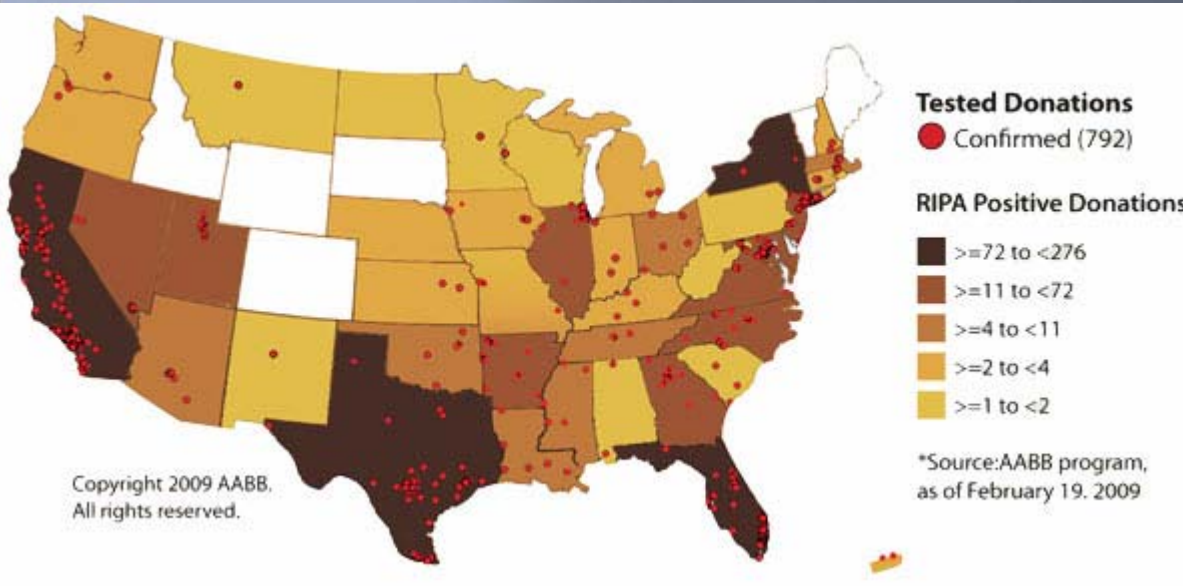 Tested Donations
Confirmed (792)
RIPA Positive Donations
>=72 to <276
>=11 to <72
>=4 to <11
>=2 to <4
>=1 to <2
*Source:AABB program,
as of February 19. 2009
Copyright 2009 AABB.
All rights reserved.